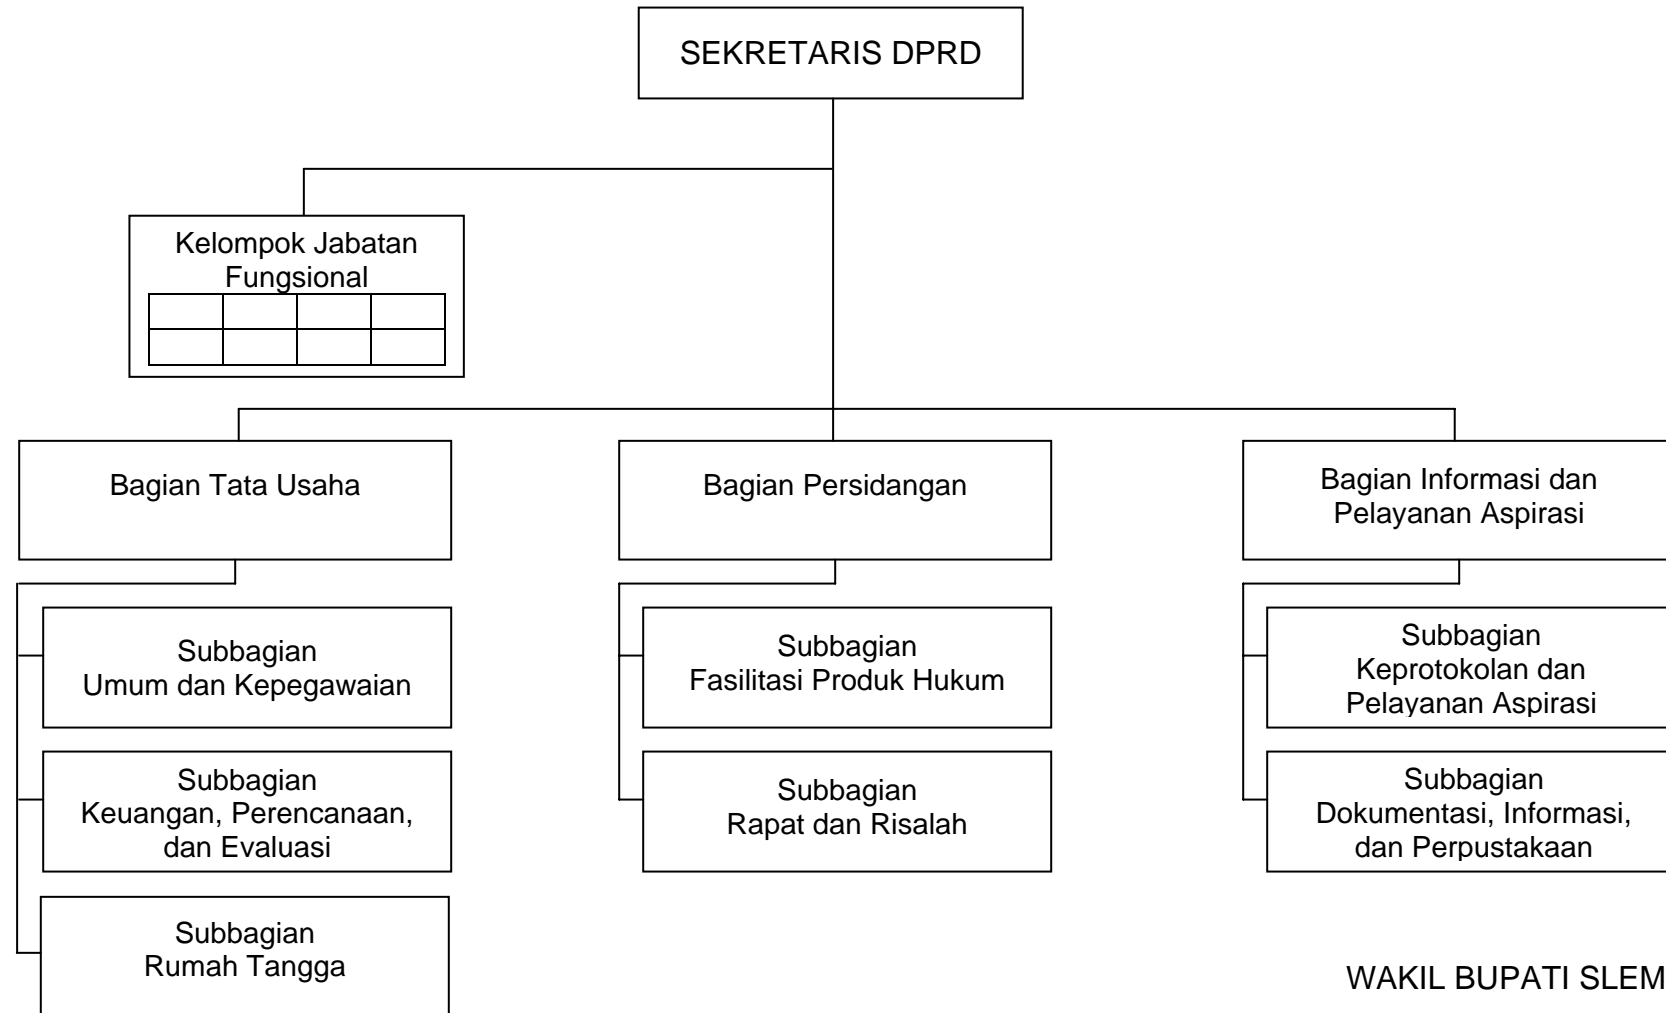 SEKRETARIS DPRD
Kelompok Jabatan
Fungsional
Bagian Tata Usaha
Bagian Persidangan
Bagian Informasi dan
Pelayanan Aspirasi
Subbagian
Umum dan Kepegawaian
Subbagian
Fasilitasi Produk Hukum
Subbagian
Keprotokolan dan
Pelayanan Aspirasi
Subbagian
Keuangan, Perencanaan,
dan Evaluasi
Subbagian
Rapat dan Risalah
Subbagian
Dokumentasi, Informasi,
dan Perpustakaan
Subbagian
Rumah Tangga
WAKIL BUPATI SLEM